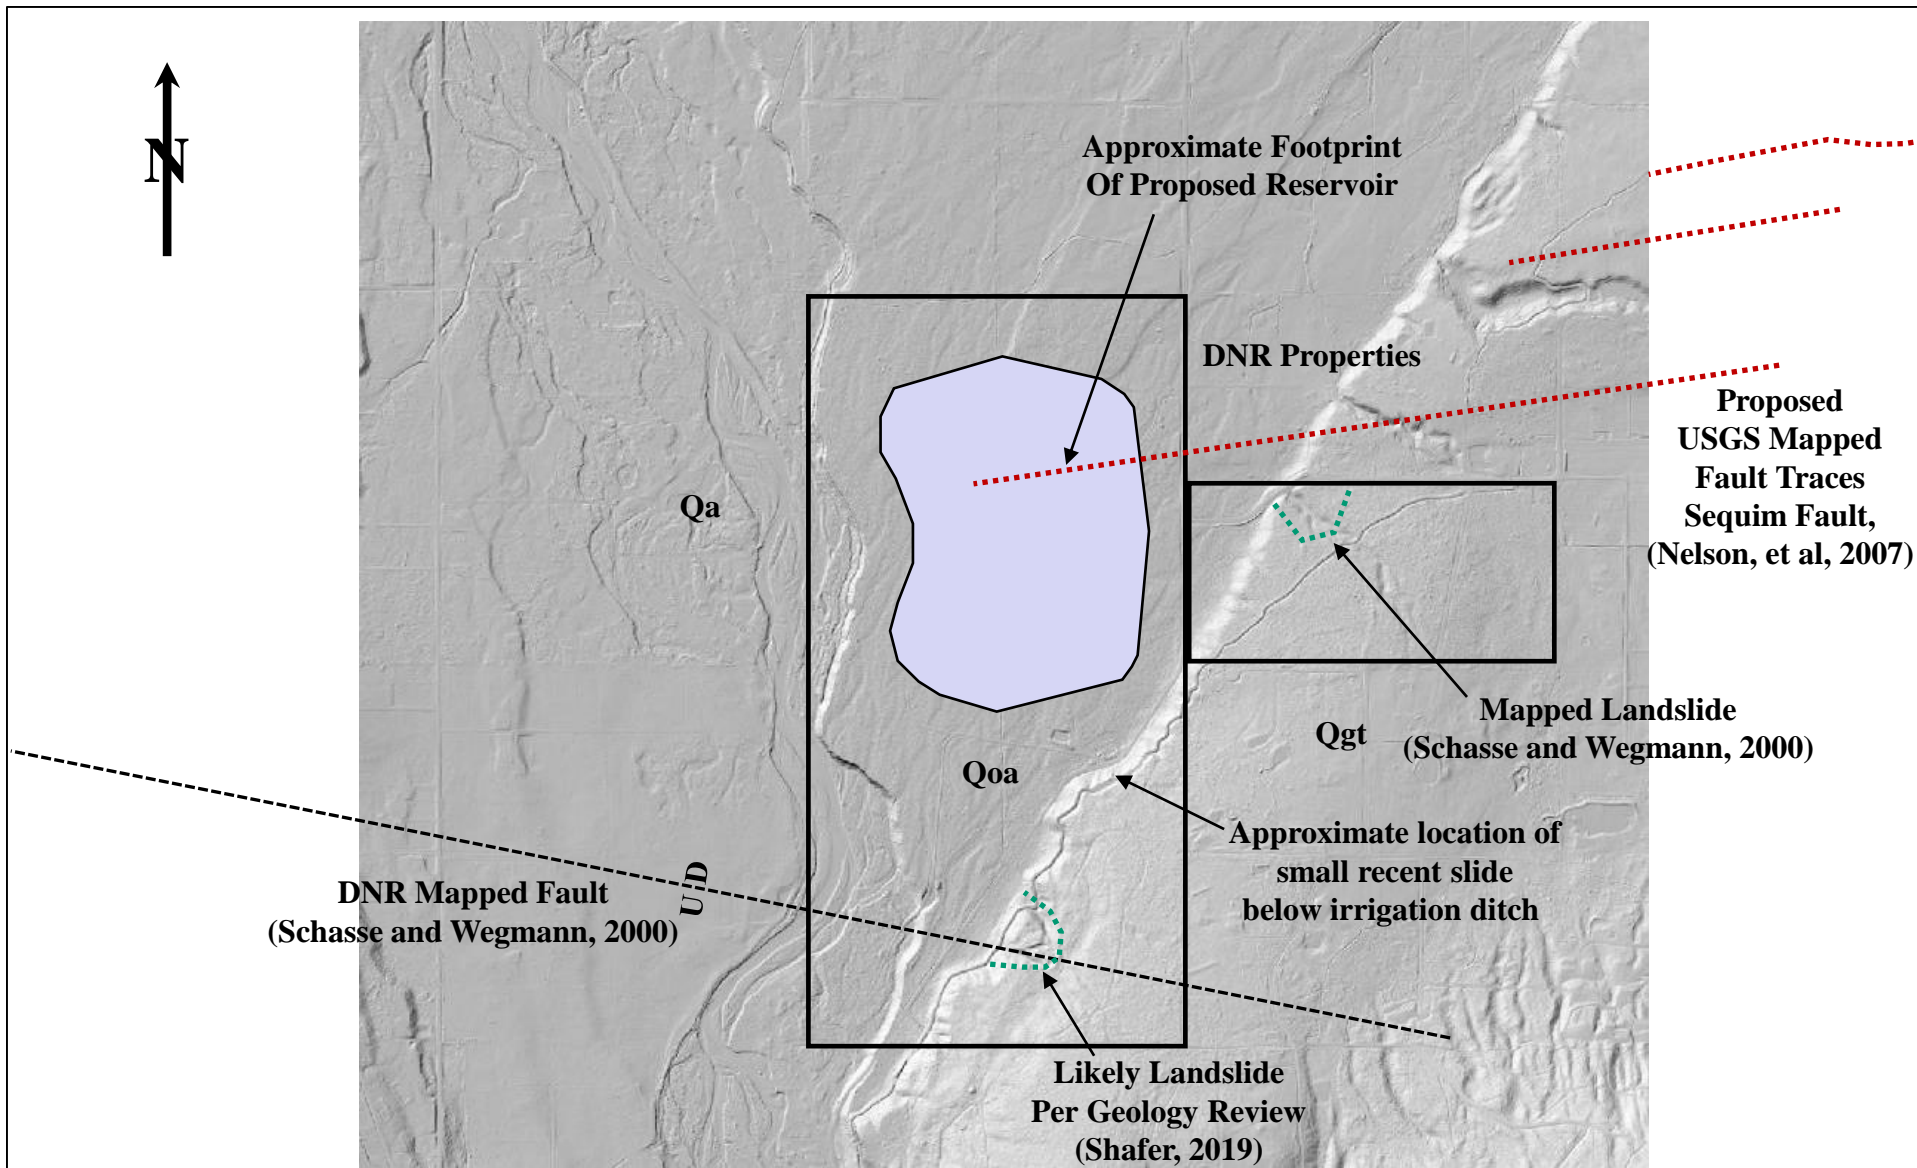 N
Approximate Footprint
Of Proposed Reservoir
DNR Properties
Proposed
USGS Mapped
Fault Traces
Sequim Fault,
(Nelson, et al, 2007)
Qa
Mapped Landslide
(Schasse and Wegmann, 2000)
Qgt
Qoa
Approximate location of
small recent slide
below irrigation ditch
U D
DNR Mapped Fault
(Schasse and Wegmann, 2000)
Likely Landslide
Per Geology Review
(Shafer, 2019)